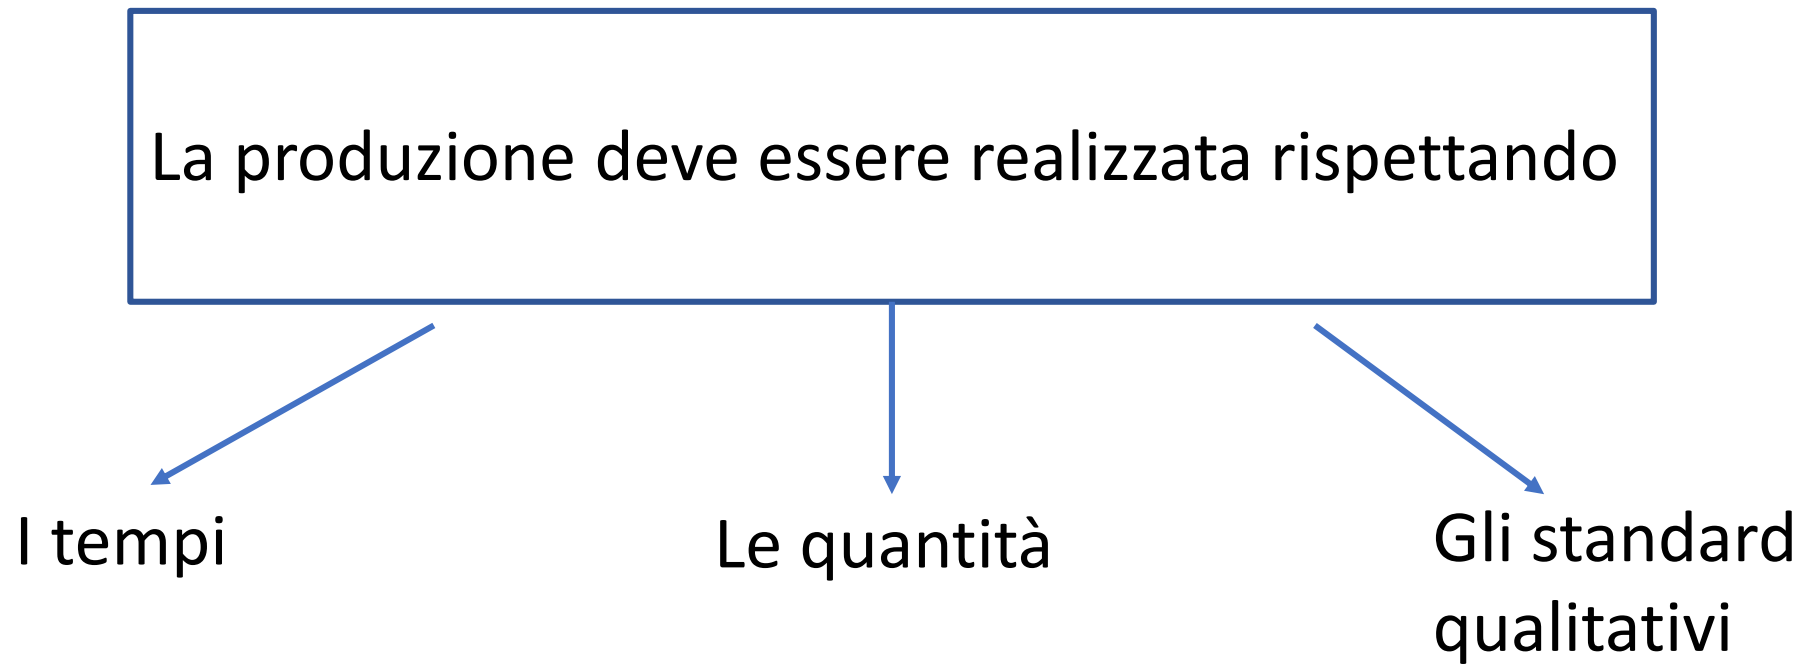 La produzione deve essere realizzata rispettando
I tempi
Le quantità
Gli standard
qualitativi